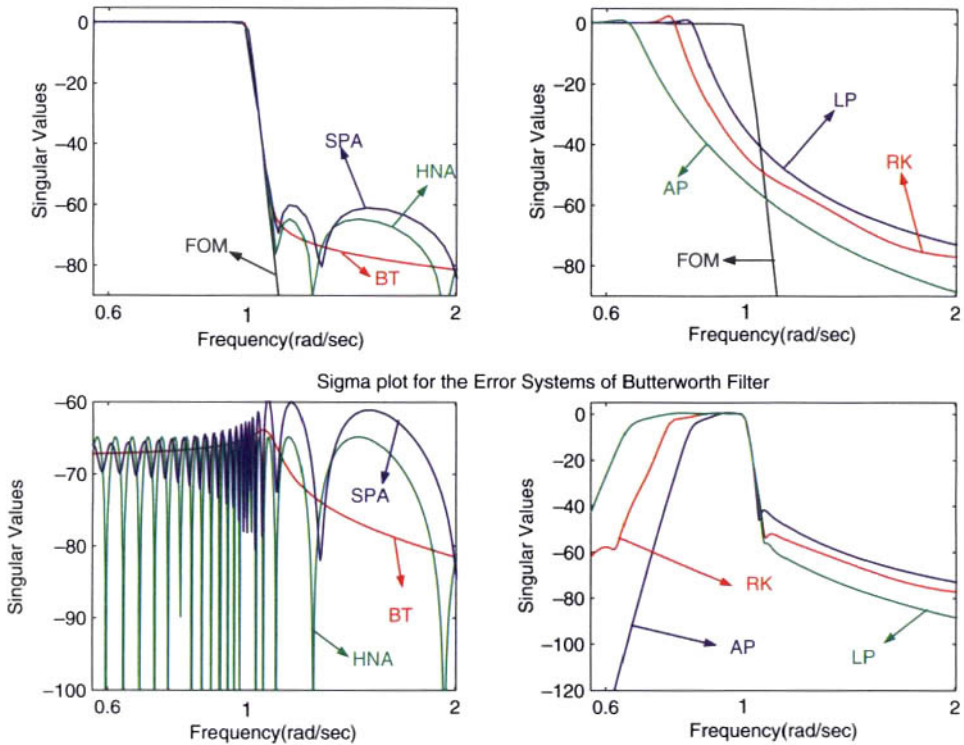 0
−20
−40
−60
−80
Singular Values
SPA
HNA
FOM
BT
0.6
1
2
Frequency(rad/sec)
0
−20
−40
−60
−80
Singular Values
LP
RK
AP
FOM
0.6
1
2
Frequency(rad/sec)
Sigma plot for the Error Systems of Butterworth Filter
−60
−70
−80
−90
−100
Singular Values
SPA
BT
HNA
0.6
1
2
Frequency(rad/sec)
0
−20
−40
−60
−80
−100
−120
Singular Values
RK
AP
LP
0.6
1
2
Frequency(rad/sec)